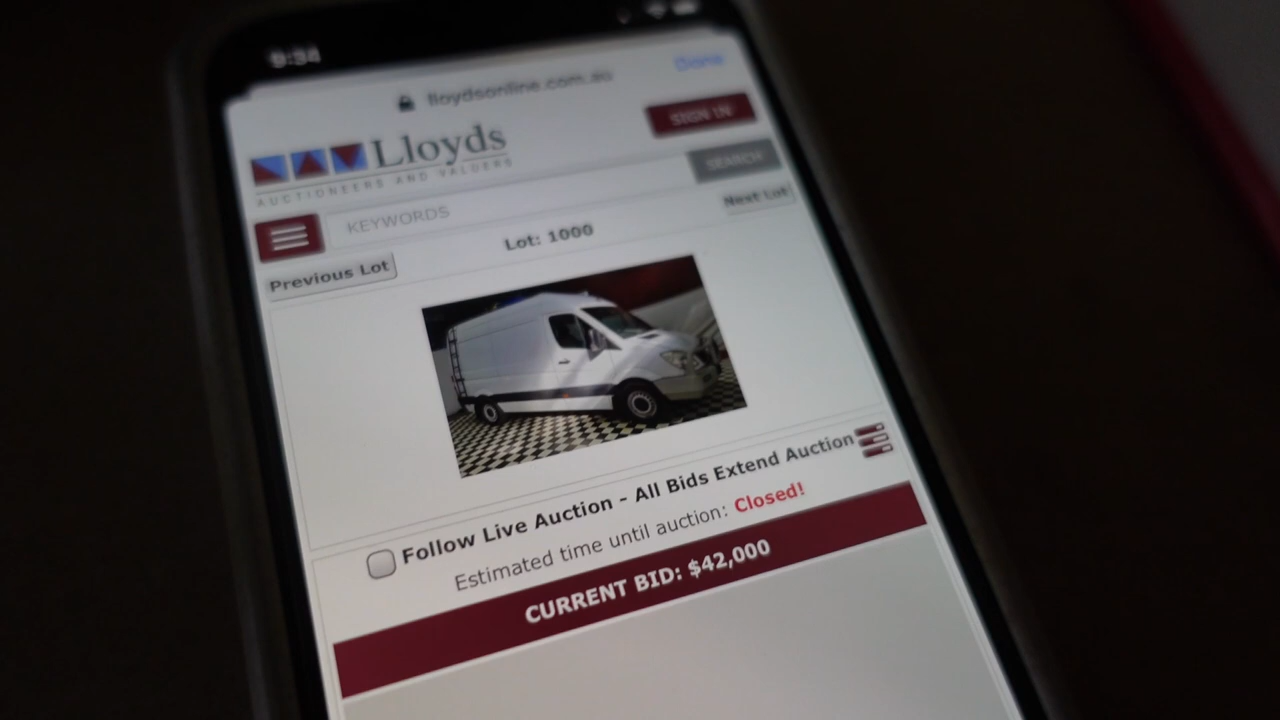 9:34
Done
lloydsonline.com.au
SIGN IN
Lloyds
AUCTIONEERS AND VALUERS
SEARCH
KEYWORDS
Next Lot
Lot: 1000
Previous Lot
Follow Live Auction - All Bids Extend Auction
Estimated time until auction: Closed!
CURRENT BID: $42,000